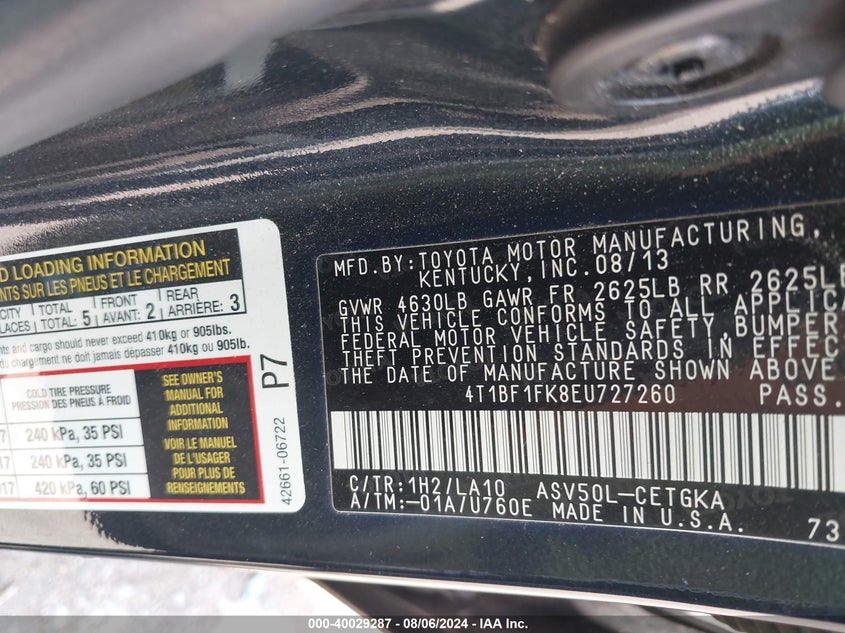 D LOADING INFORMATION
ENTS SUR LES PNEUS ET LE CHARGEMENT
CITY TOTAL FRONT REAR
PLACES TOTAL: 5 AVANT: 2 ARRIÈRE: 3
nts and cargo should never exceed 410kg or 905lbs.
du chargement ne doit jamais dépasser 410kg ou 905lb.
COLD TIRE PRESSURE
PRESSION DES PNEUS À FROID
240 kPa, 35 PSI
240 kPa, 35 PSI
420 kPa, 60 PSI
SEE OWNER'S
MANUAL FOR
ADDITIONAL
INFORMATION
VOIR LE MANUEL
DE L'USAGER
POUR PLUS DE
RENSEIGNEMENTS
P7
42661-06722
MFD.BY:TOYOTA MOTOR MANUFACTURING,
KENTUCKY,INC.08/13
GVWR 4630LB GAWR FR 2625LB RR 2625LB
THIS VEHICLE CONFORMS TO ALL APPLICA
FEDERAL MOTOR VEHICLE SAFETY,BUMPER
THEFT PREVENTION STANDARDS IN EFFEC
THE DATE OF MANUFACTURE SHOWN ABOVE
4T1BF1FK8EU727260 PASS.
C/TR:1H2/LA10 ASV50L-CETGKA
A/TM:-01A/U760E MADE IN U.S.A.
73
000-40029287 - 08/06/2024 - IAA Inc.